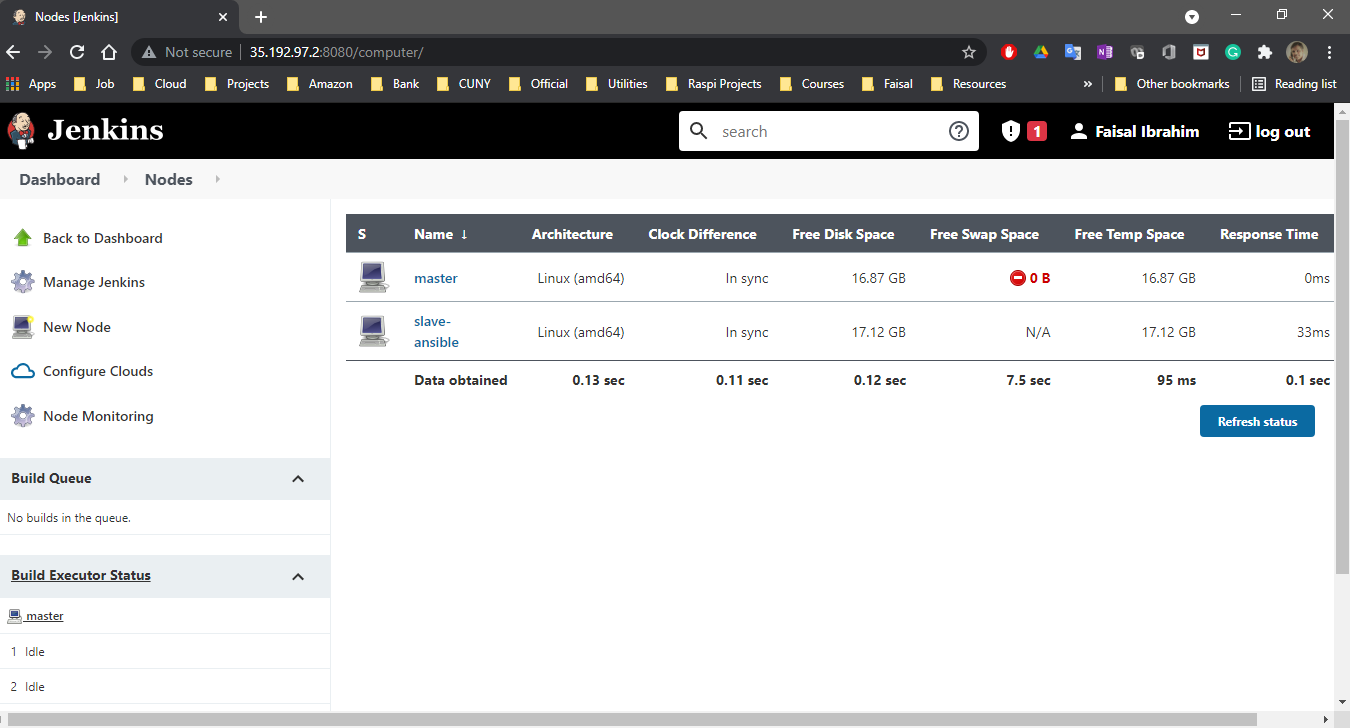 Nodes [Jenkins]
Not secure 35.192.97.2:8080/computer/
Apps Job Cloud Projects Amazon Bank CUNY Official Utilities Raspi Projects Courses Faisal Resources » Other bookmarks Reading list
Jenkins search 1 Faisal Ibrahim log out
Dashboard Nodes
Back to Dashboard
Manage Jenkins
New Node
Configure Clouds
Node Monitoring
Build Queue
No builds in the queue.
Build Executor Status
master
1 Idle
2 Idle
S Name ↓ Architecture Clock Difference Free Disk Space Free Swap Space Free Temp Space Response Time
master Linux (amd64) In sync 16.87 GB 0 B 16.87 GB 0ms
slave-
ansible Linux (amd64) In sync 17.12 GB N/A 17.12 GB 33ms
Data obtained 0.13 sec 0.11 sec 0.12 sec 7.5 sec 95 ms 0.1 sec
Refresh status